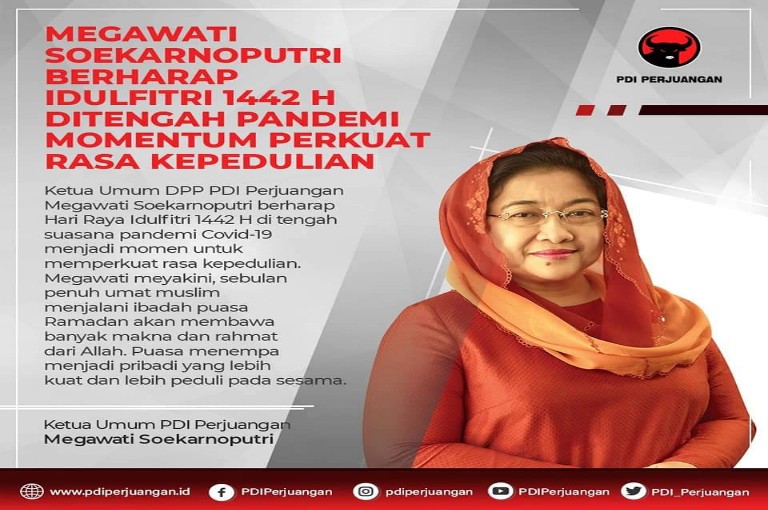 MEGAWATI
SOEKARNOPUTRI
BERHARAP
IDULFITRI 1442 H
DITENGAH PANDEMI
MOMENTUM PERKUAT
RASA KEPEDULIAN
PDI PERJUANGAN
Ketua Umum DPP PDI Perjuangan
Megawati Soekarnoputri berharap
Hari Raya Idulfitri 1442 H di tengah
suasana pandemi Covid-19
menjadi momen untuk
memperkuat rasa kepedulian.
Megawati meyakini, sebulan
penuh umat muslim
menjalani ibadah puasa
Ramadan akan membawa
banyak makna dan rahmat
dari Allah. Puasa menempa
menjadi pribadi yang lebih
kuat dan lebih peduli pada sesama.
Ketua Umum PDI Perjuangan
Megawati Soekarnoputri
www.pdiperjuangan.id PDIPerjuangan pdiperjuangan PDIPerjuangan PDI_Perjuangan